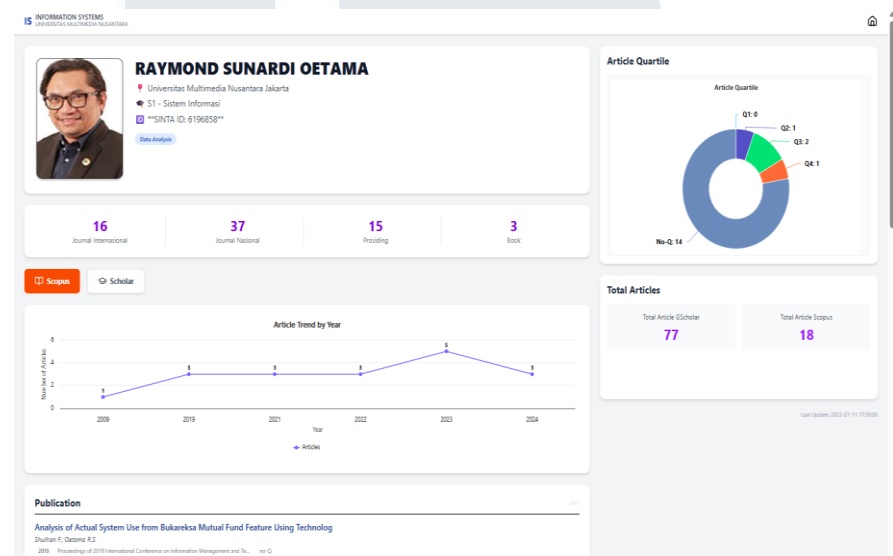 IS INFORMATION SYSTEMS
UNIVERSITAS MULTIMEDIA NUSANTARA
RAYMOND SUNARDI OETAMA
Universitas Multimedia Nusantara Jakarta
S1 - Sistem Informasi
**SINTA ID: 6196858**
Data Analysis
16
Journal Internasional
37
Journal Nasional
15
Prosiding
3
Book
Scopus
Scholar
Article Trend by Year
Number of Articles
6
4
2
0
1
3
3
3
5
3
2009
2019
2021
2022
2023
2024
Year
Articles
Publication
Analysis of Actual System Use from Bukareksa Mutual Fund Feature Using Technolog
Shulhan F; Oetama R.S.
2019 Proceedings of 2019 International Conference on Information Management and Te... no-Q
Article Quartile
Article Quartile
Q1: 0
Q2: 1
Q3: 2
Q4: 1
No-Q: 14
Total Articles
Total Article GScholar
77
Total Article Scopus
18
Last Update: 2023-07-11 17:59:00